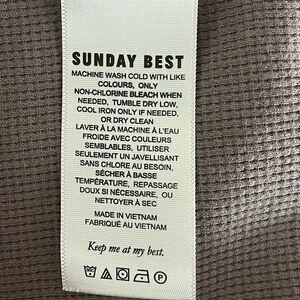 SUNDAY BEST
MACHINE WASH COLD WITH LIKE
COLOURS, ONLY
NON-CHLORINE BLEACH WHEN
NEEDED, TUMBLE DRY LOW,
COOL IRON ONLY IF NEEDED,
OR DRY CLEAN
LAVER À LA MACHINE À L'EAU
FROIDE AVEC COULEURS
SEMBLABLES, UTILISER
SEULEMENT UN JAVELLISANT
SANS CHLORE AU BESOIN,
SÉCHER À BASSE
TEMPÉRATURE, REPASSAGE
DOUX SI NÉCESSAIRE, OU
NETTOYER À SEC
MADE IN VIETNAM
FABRIQUÉ AU VIETNAM
Keep me at my best.